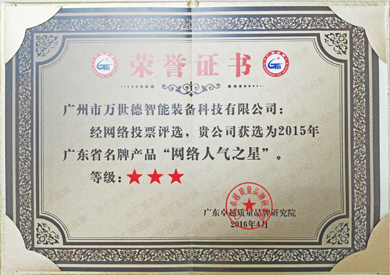 荣誉证书
广州市万世德智能装备科技有限公司：
经网络投票评选，贵公司获选为2015年
广东省名牌产品“网络人气之星”。
等级：★★★
广东卓越质量品牌研究院
2016年4月